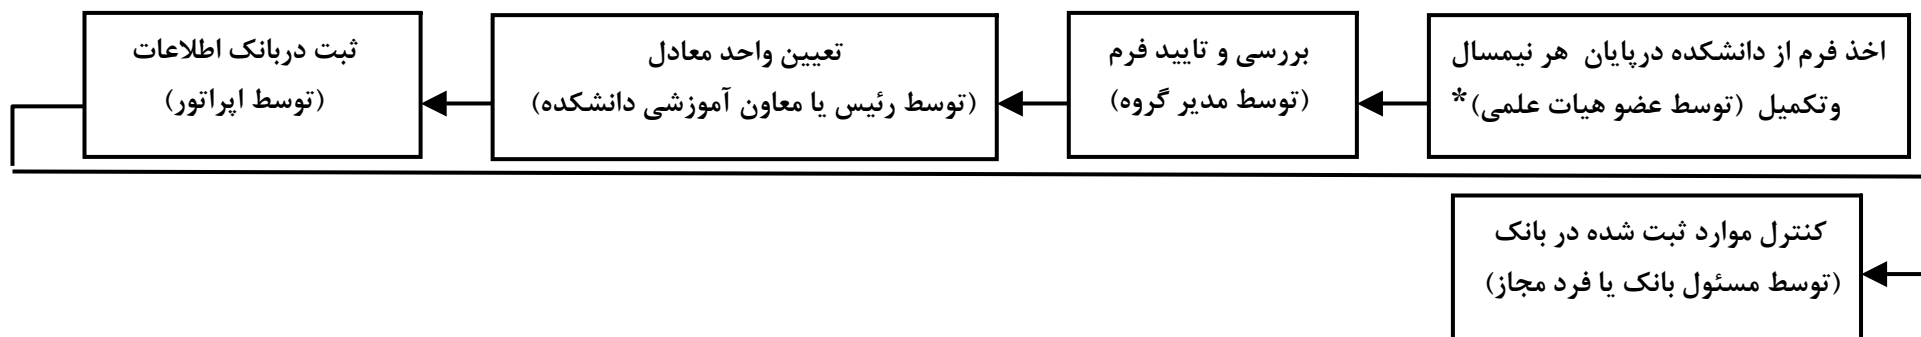 اخذ فرم از دانشکده درپایان هر نیمسال
وتکمیل (توسط عضو هیات علمی)*
بررسی و تایید فرم
(توسط مدیر گروه)
تعیین واحد معادل
(توسط رئیس یا معاون آموزشی دانشکده)
ثبت دربانک اطلاعات
(توسط اپراتور)
کنترل موارد ثبت شده در بانک
(توسط مسئول بانک یا فرد مجاز)